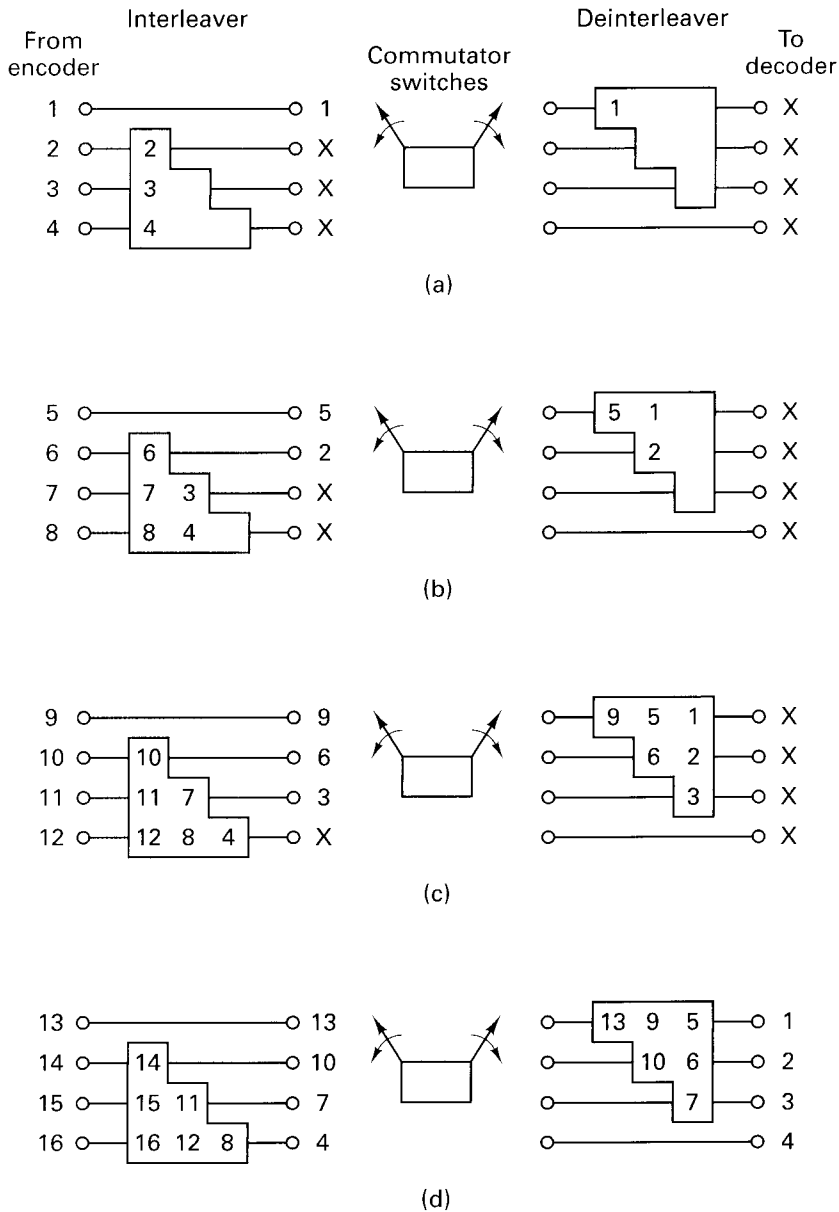 Interleaver Deinterleaver
From encoder Commutator switches To decoder
1 1 1 X
2 2 X X
3 3 X X
4 4 X X
(a)
5 5 5 1 X
6 6 2 2 X
7 7 3 X X
8 8 4 X X
(b)
9 9 9 5 1 X
10 10 6 6 2 X
11 11 7 3 3 X
12 12 8 4 X X
(c)
13 13 13 9 5 1
14 14 10 10 6 2
15 15 11 7 7 3
16 16 12 8 4 4
(d)